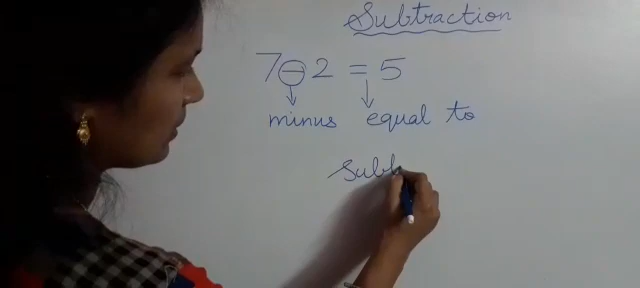 Subtraction
7 − 2 = 5
minus equal to